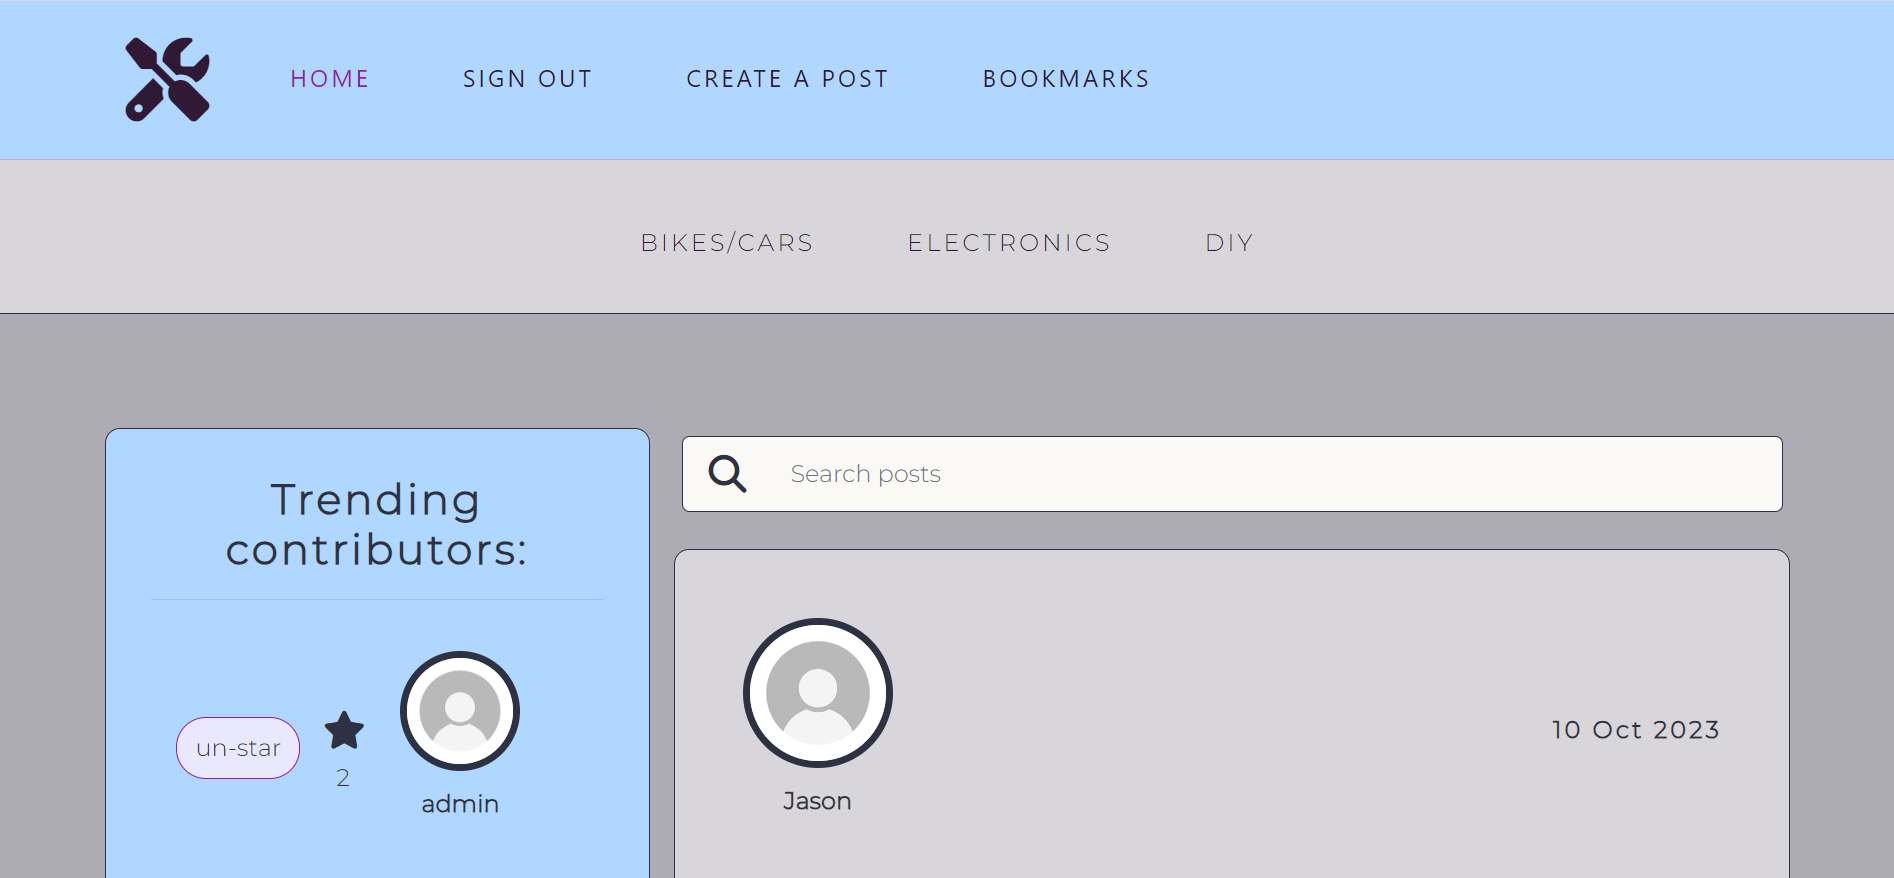 HOME SIGN OUT CREATE A POST BOOKMARKS
BIKES/CARS ELECTRONICS DIY
Trending
contributors:
un-star
2
admin
Search posts
Jason
10 Oct 2023